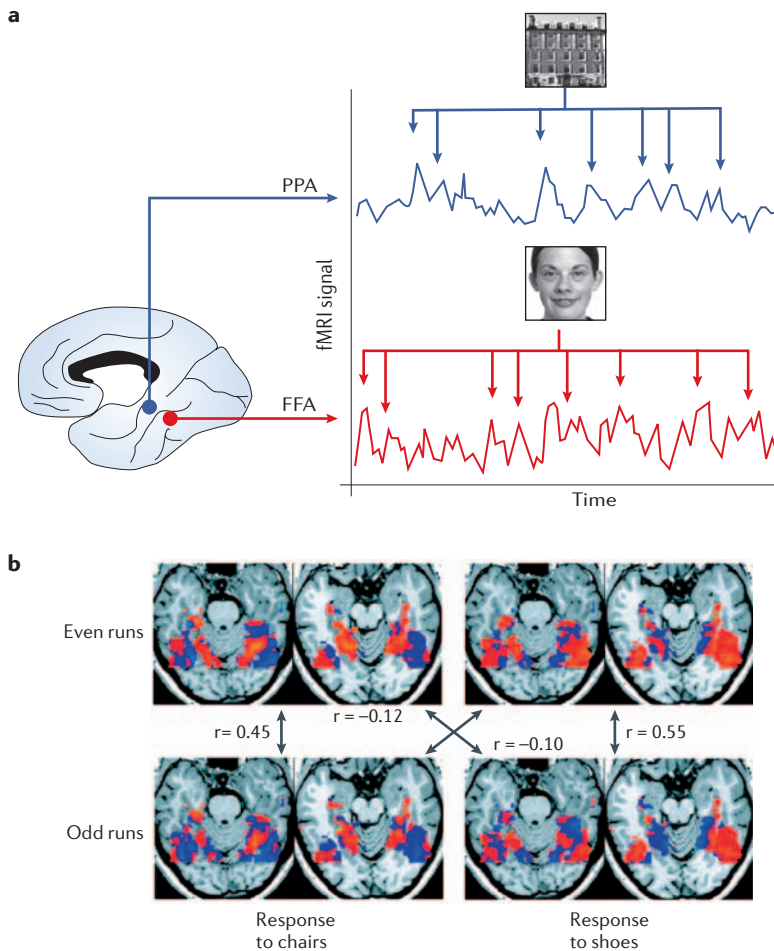 a
PPA
fMRI signal
FFA
Time
b
Even runs
r= 0.45
r = –0.12
r = –0.10
r = 0.55
Odd runs
Response
to chairs
Response
to shoes